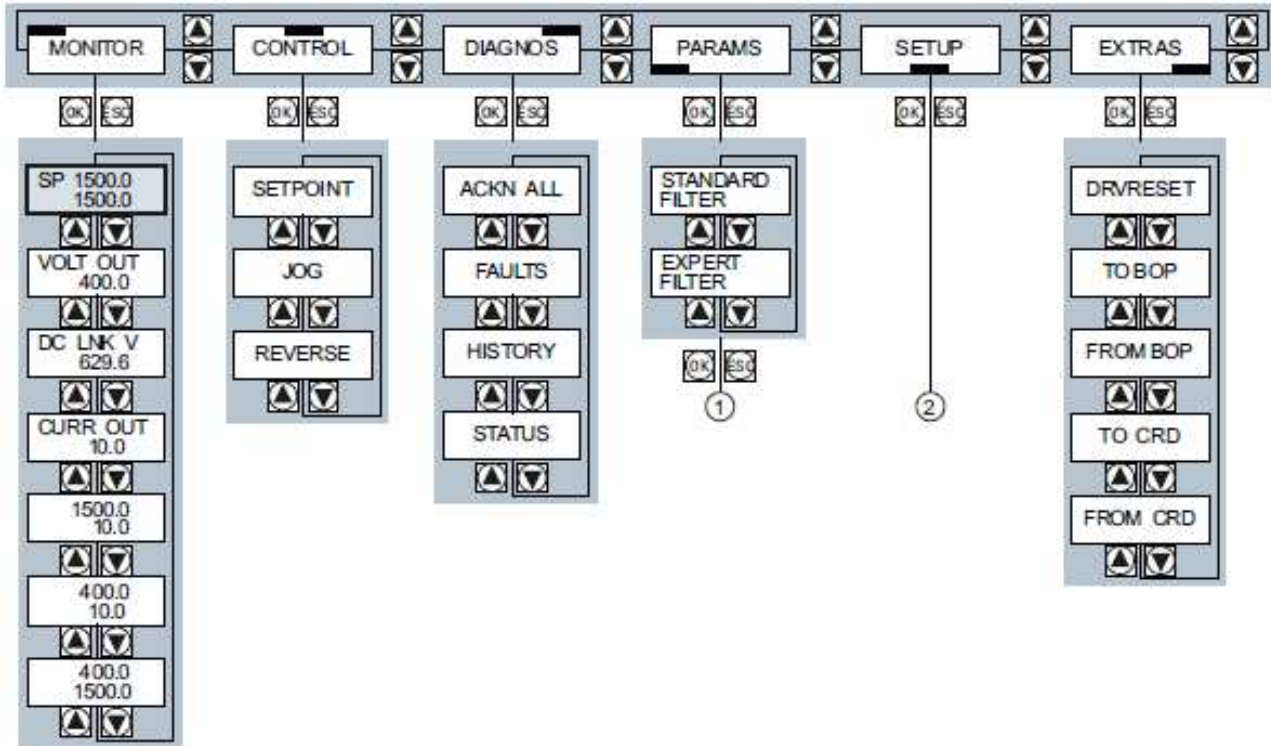 MONITOR
CONTROL
DIAGNOS
PARAMS
SETUP
EXTRAS
OK ESC
OK ESC
OK ESC
OK ESC
OK ESC
OK ESC
SP 1500.0
1500.0
VOLT OUT
400.0
DC LNK V
629.6
CURR OUT
10.0
1500.0
10.0
400.0
10.0
400.0
1500.0
SETPOINT
JOG
REVERSE
ACKN ALL
FAULTS
HISTORY
STATUS
STANDARD
FILTER
EXPERT
FILTER
OK ESC
1
2
DRVRESET
TO BOP
FROM BOP
TO CRD
FROM CRD